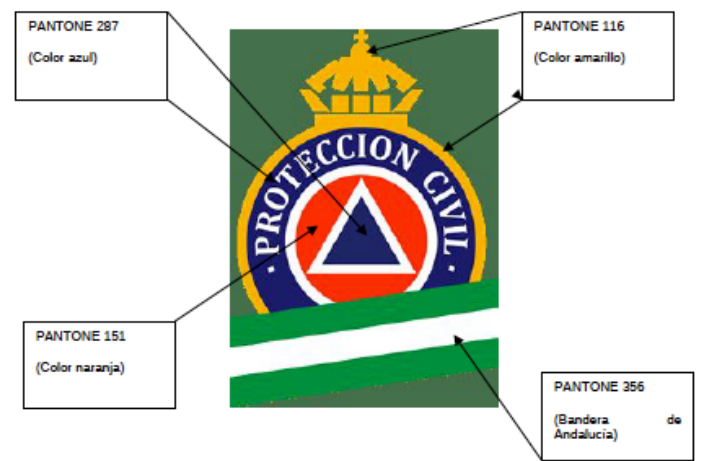 PANTONE 287
(Color azul)
PANTONE 116
(Color amarillo)
· PROTECCION CIVIL ·
PANTONE 151
(Color naranja)
PANTONE 356
(Bandera de
Andalucía)